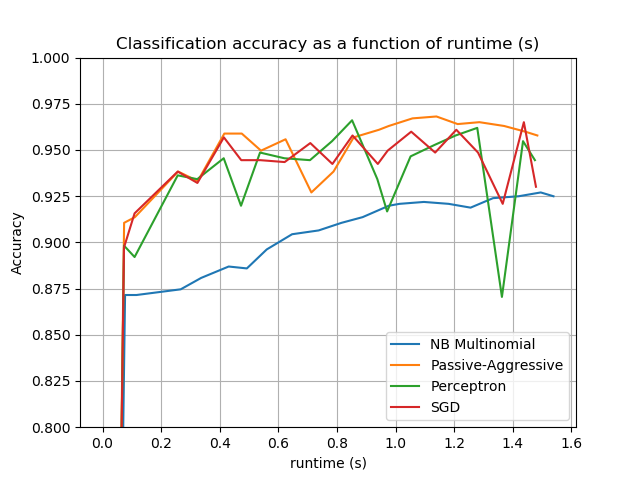 Classification accuracy as a function of runtime (s)
1.000
0.975
0.950
0.925
0.900
0.875
0.850
0.825
0.800
Accuracy
NB Multinomial
Passive-Aggressive
Perceptron
SGD
0.0 0.2 0.4 0.6 0.8 1.0 1.2 1.4 1.6
runtime (s)